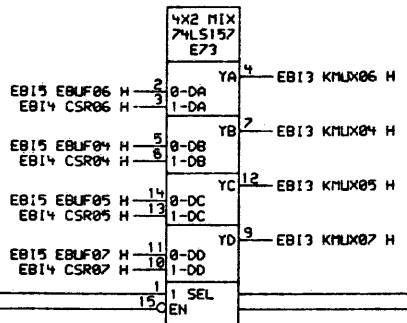 4X2 MIX
74LS157
E73
YA 4 EBI3 KMUX06 H
EBI5 EBUF06 H 2 0-DA
EBI4 CSR06 H 3 1-DA
YB 7 EBI3 KMUX04 H
EBI5 EBUF04 H 5 0-DB
EBI4 CSR04 H 6 1-DB
YC 12 EBI3 KMUX05 H
EBI5 EBUF05 H 14 0-DC
EBI4 CSR05 H 13 1-DC
YD 9 EBI3 KMUX07 H
EBI5 EBUF07 H 11 0-DD
EBI4 CSR07 H 10 1-DD
1 1 SEL
15 EN